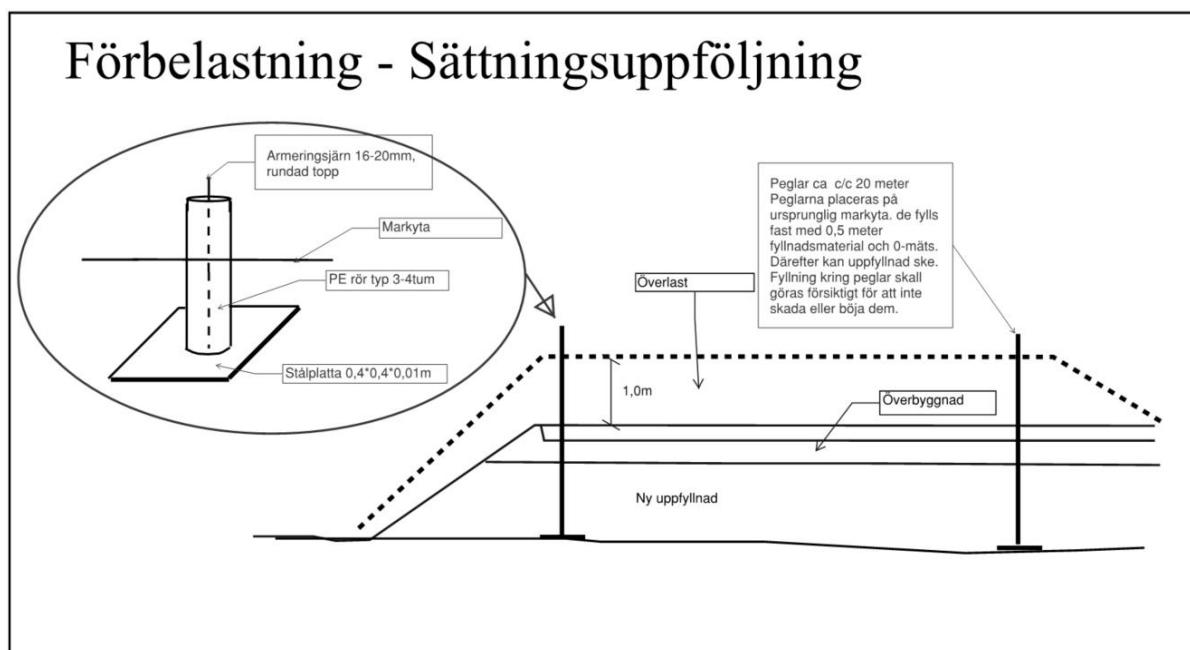 Förbelastning - Sättningsuppföljning
Armeringsjärn 16-20mm,
rundad topp
Markyta
PE rör typ 3-4tum
Stålplatta 0,4*0,4*0,01m
Överlast
Peglar ca c/c 20 meter
Peglarna placeras på
ursprunglig markyta. de fylls
fast med 0,5 meter
fyllnadsmaterial och 0-mäts.
Därefter kan uppfyllnad ske.
Fyllning kring peglar skall
göras försiktigt för att inte
skada eller böja dem.
1,0m
Överbyggnad
Ny uppfyllnad